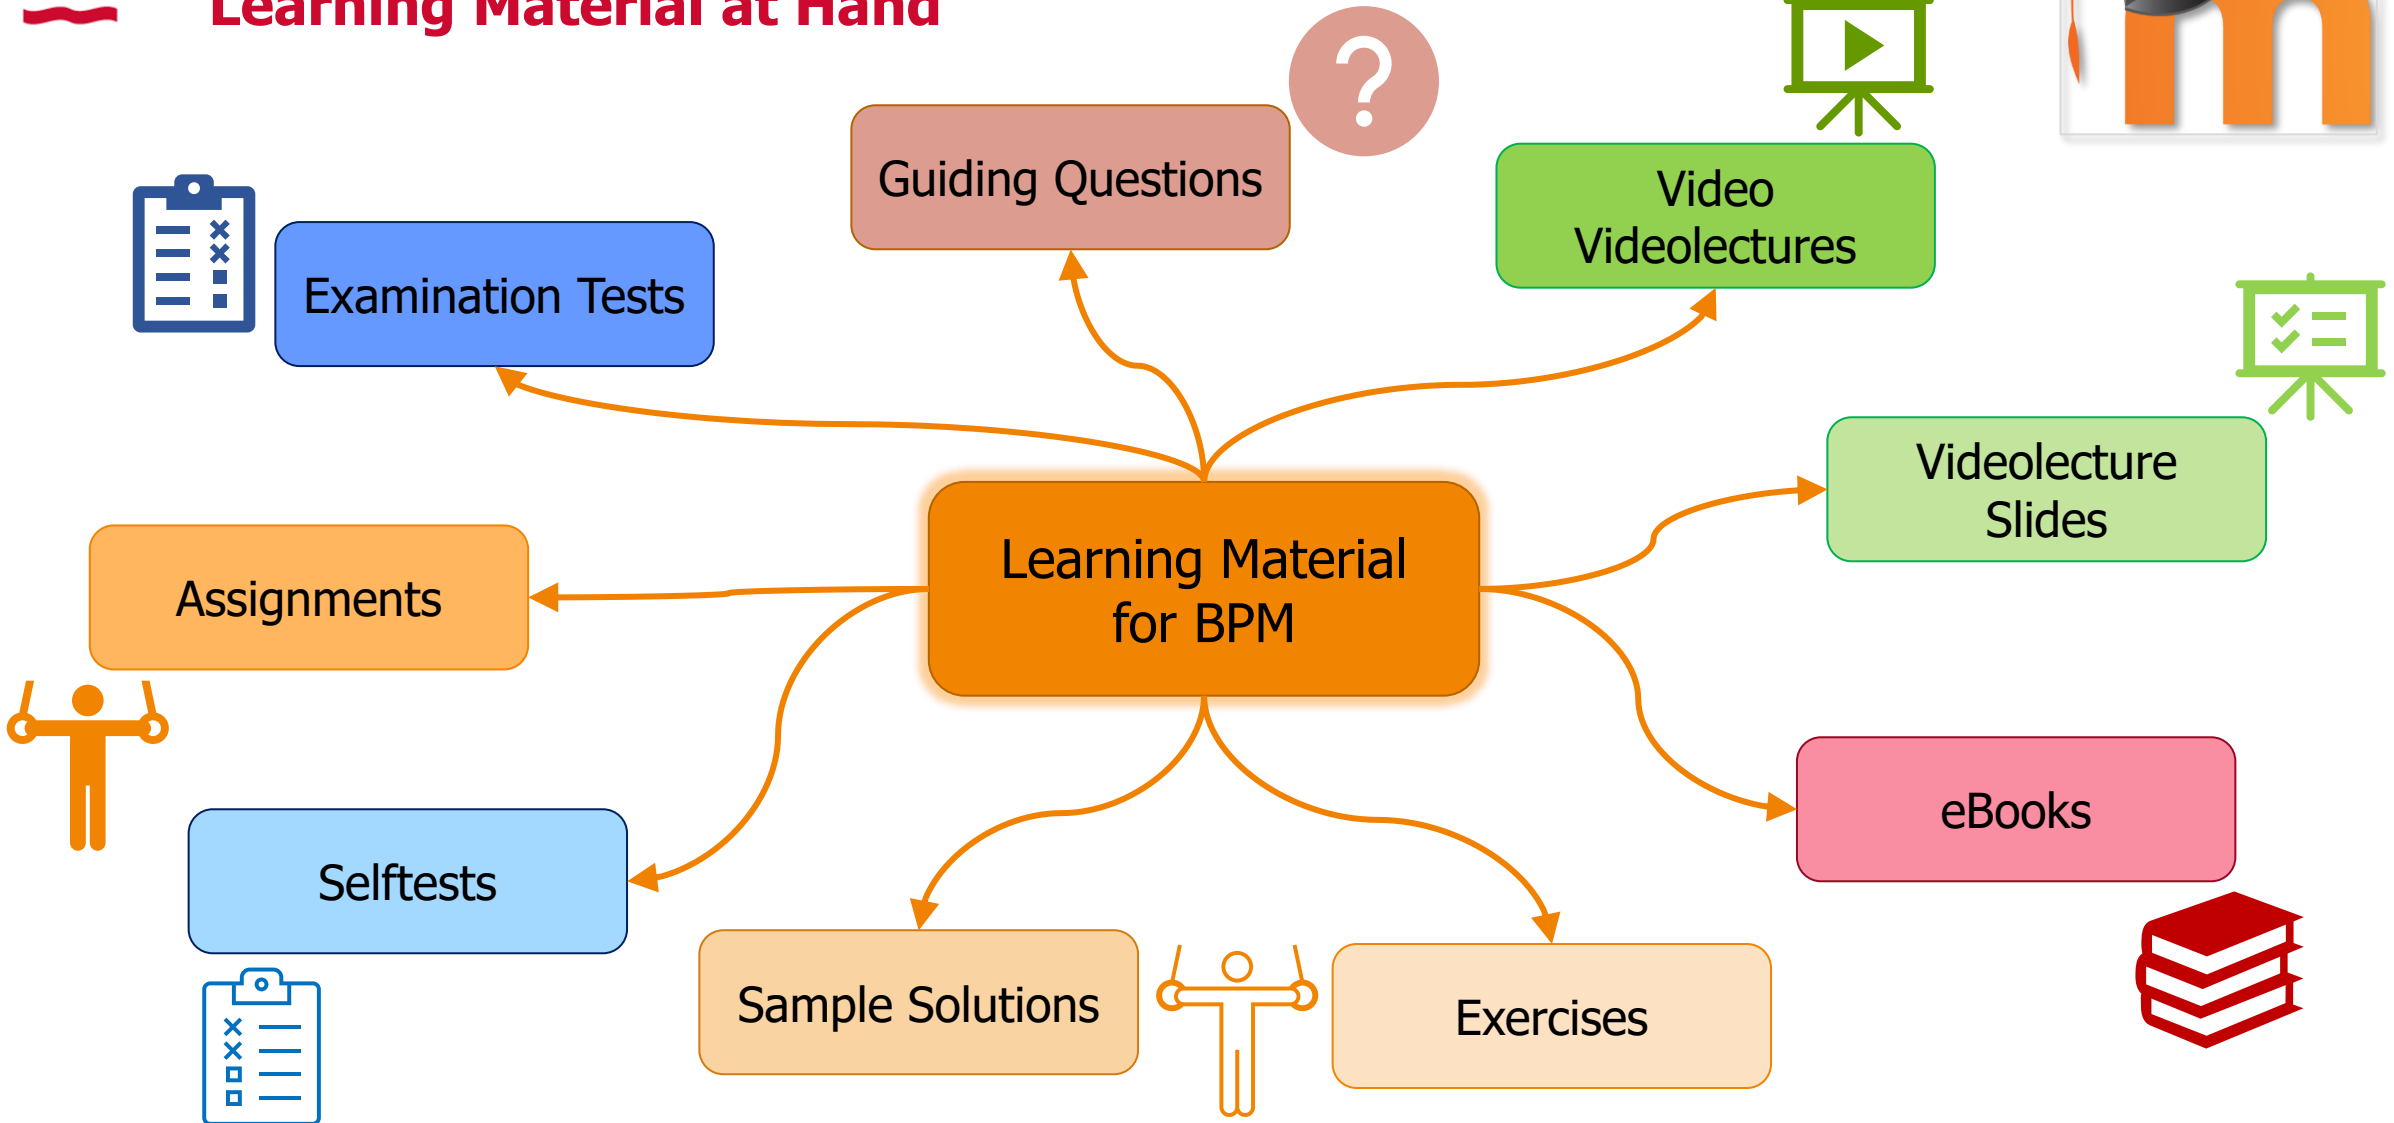 Learning Material at Hand
Guiding Questions
Video
Videolectures
Examination Tests
Videolecture
Slides
Learning Material
for BPM
Assignments
eBooks
Selftests
Sample Solutions
Exercises